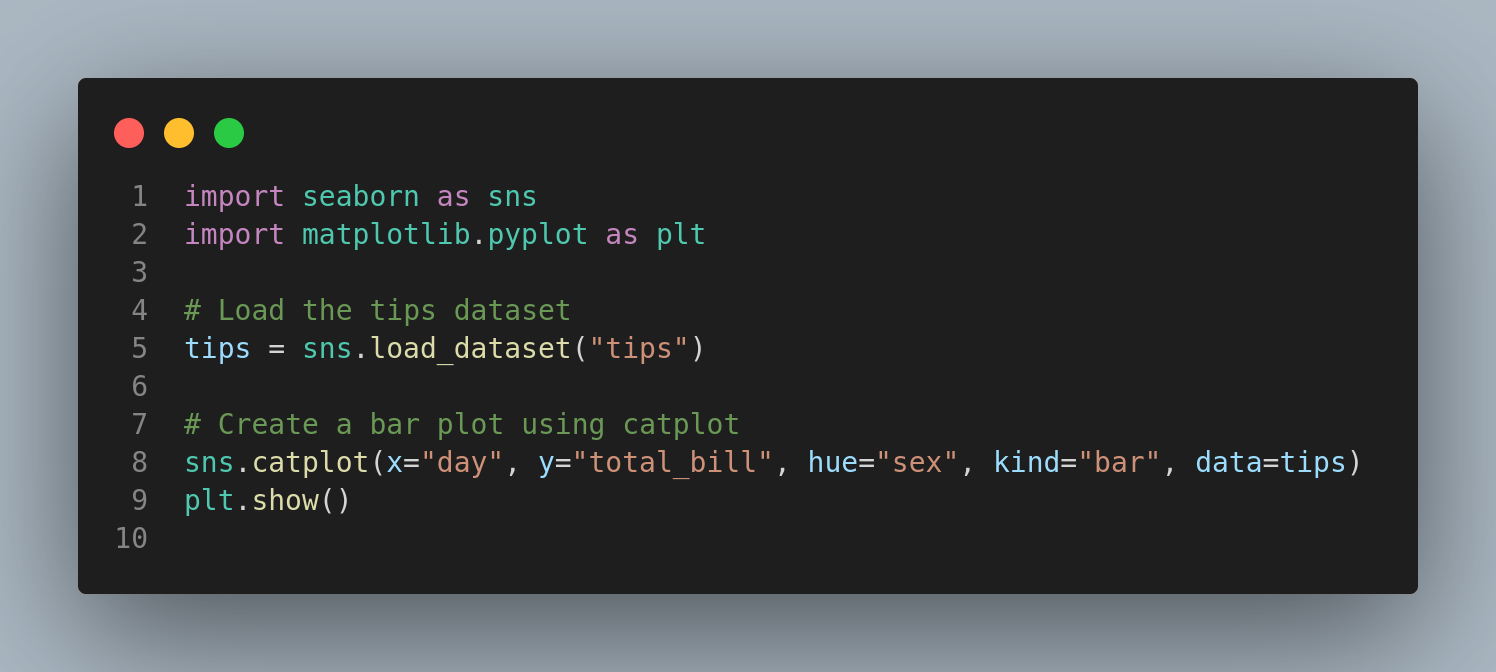 1 import seaborn as sns
2 import matplotlib.pyplot as plt
3
4 # Load the tips dataset
5 tips = sns.load_dataset("tips")
6
7 # Create a bar plot using catplot
8 sns.catplot(x="day", y="total_bill", hue="sex", kind="bar", data=tips)
9 plt.show()
10